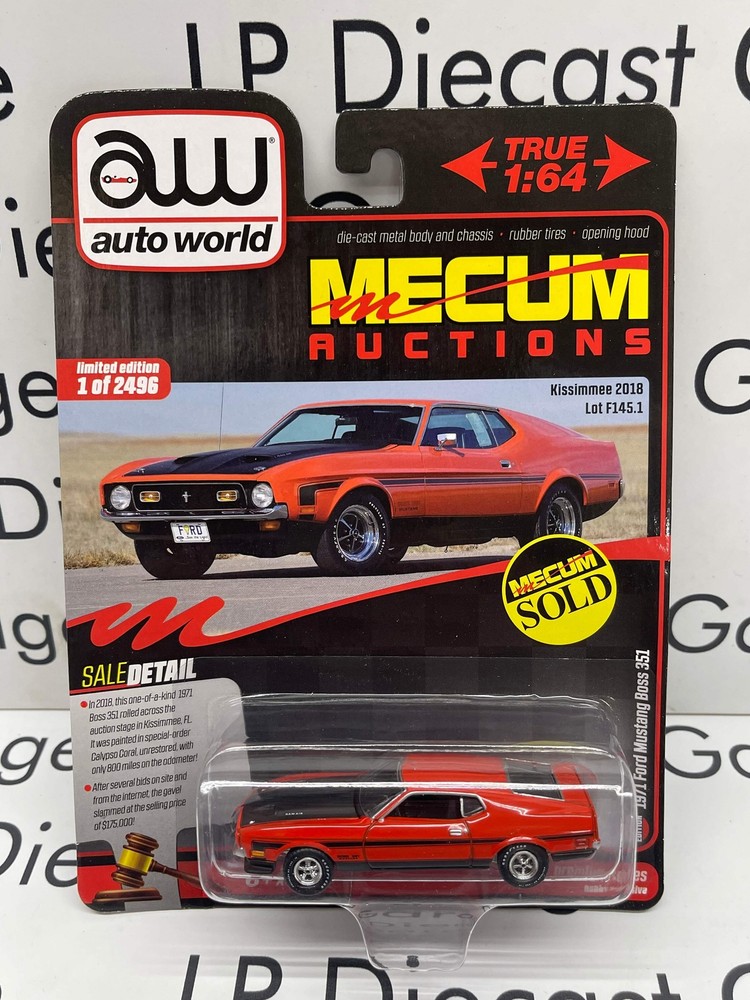 LP Diecast G
aw®
auto world
TRUE
1:64
die-cast metal body and chassis • rubber tires • opening hood
MECUM
AUCTIONS
limited edition
1 of 2496
Kissimmee 2018
Lot F145.1
FORD
MECUM
SOLD
SALE DETAIL
• In 2018, this one-of-a-kind 1971
Boss 351 rolled across the
auction stage in Kissimmee, FL.
It was painted in special-order
Calypso Coral, unrestored, with
only 800 miles on the odometer!
• After several bids on site and
from the internet, the gavel
slammed at the selling price
of $175,000!
1971 Ford Mustang Boss 351
LP Diecast Ga